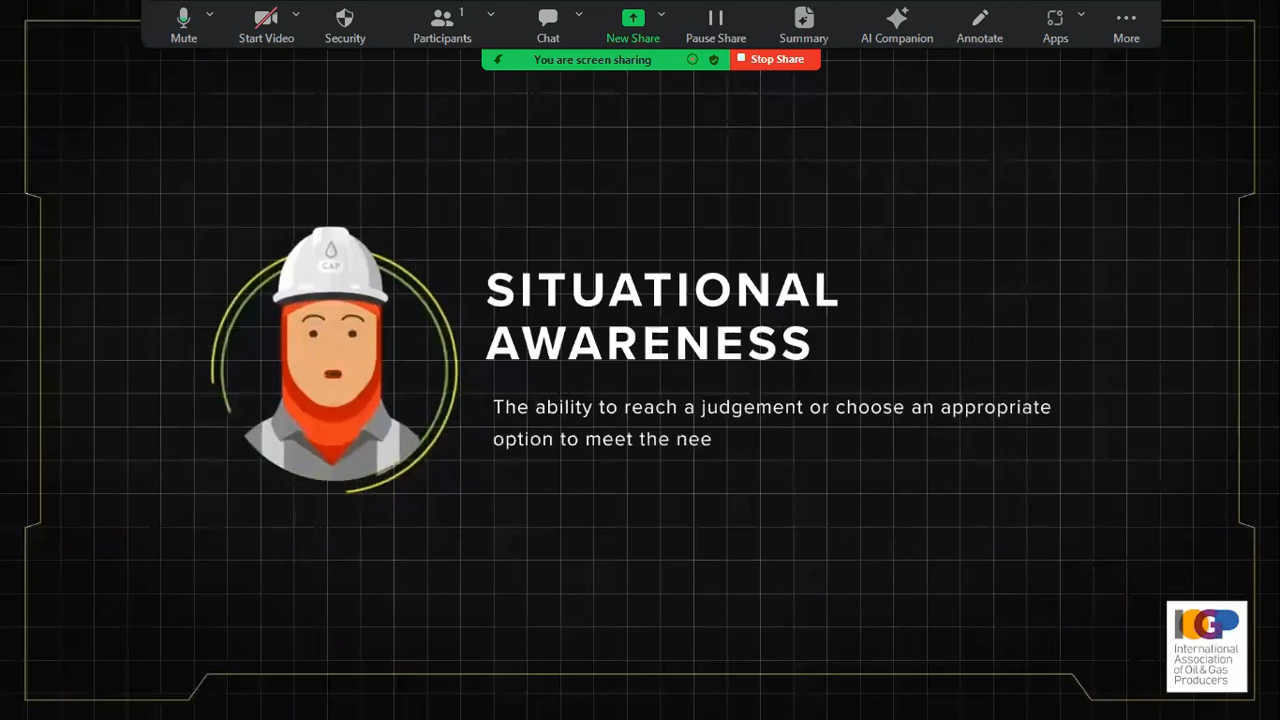 1
Mute
Start Video
Security
Participants
Chat
New Share
Pause Share
Summary
AI Companion
Annotate
Apps
More
You are screen sharing
Stop Share
CAP
SITUATIONAL
AWARENESS
The ability to reach a judgement or choose an appropriate
option to meet the nee
IOGP
International
Association
of Oil & Gas
Producers